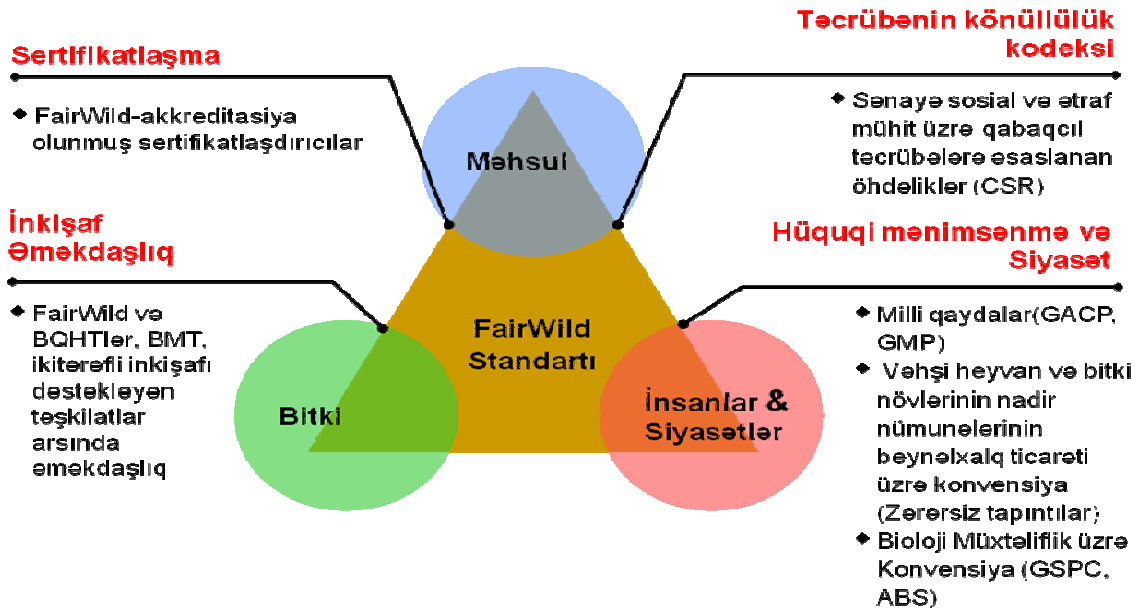 Sertifikatlaşma
◆ FairWild-akkreditasiya
olunmuş sertifikatlaşdırıcılar
İnkişaf
Əməkdaşlıq
◆ FairWild və
BQHTlər, BMT,
ikitərəfli inkişafı
dəstəkləyən
təşkilatlar
arsında
əməkdaşlıq
Məhsul
FairWild
Standartı
Bitki
İnsanlar &
Siyasətlər
Təcrübənin könüllülük
kodeksi
◆ Sənayə sosial və ətraf
mühit üzrə qabaqcıl
təcrübələrə əsaslanan
öhdəliklər (CSR)
Hüquqi mənimsənmə və
Siyasət
◆ Milli qaydalar(GACP,
GMP)
◆ Vəhşi heyvan və bitki
növlərinin nadir
nümunələrinin
beynəlxalq ticarəti
üzrə konvensiya
(Zərərsiz tapıntılar)
◆ Bioloji Müxtəliflik üzrə
Konvensiya (GSPC,
ABS)